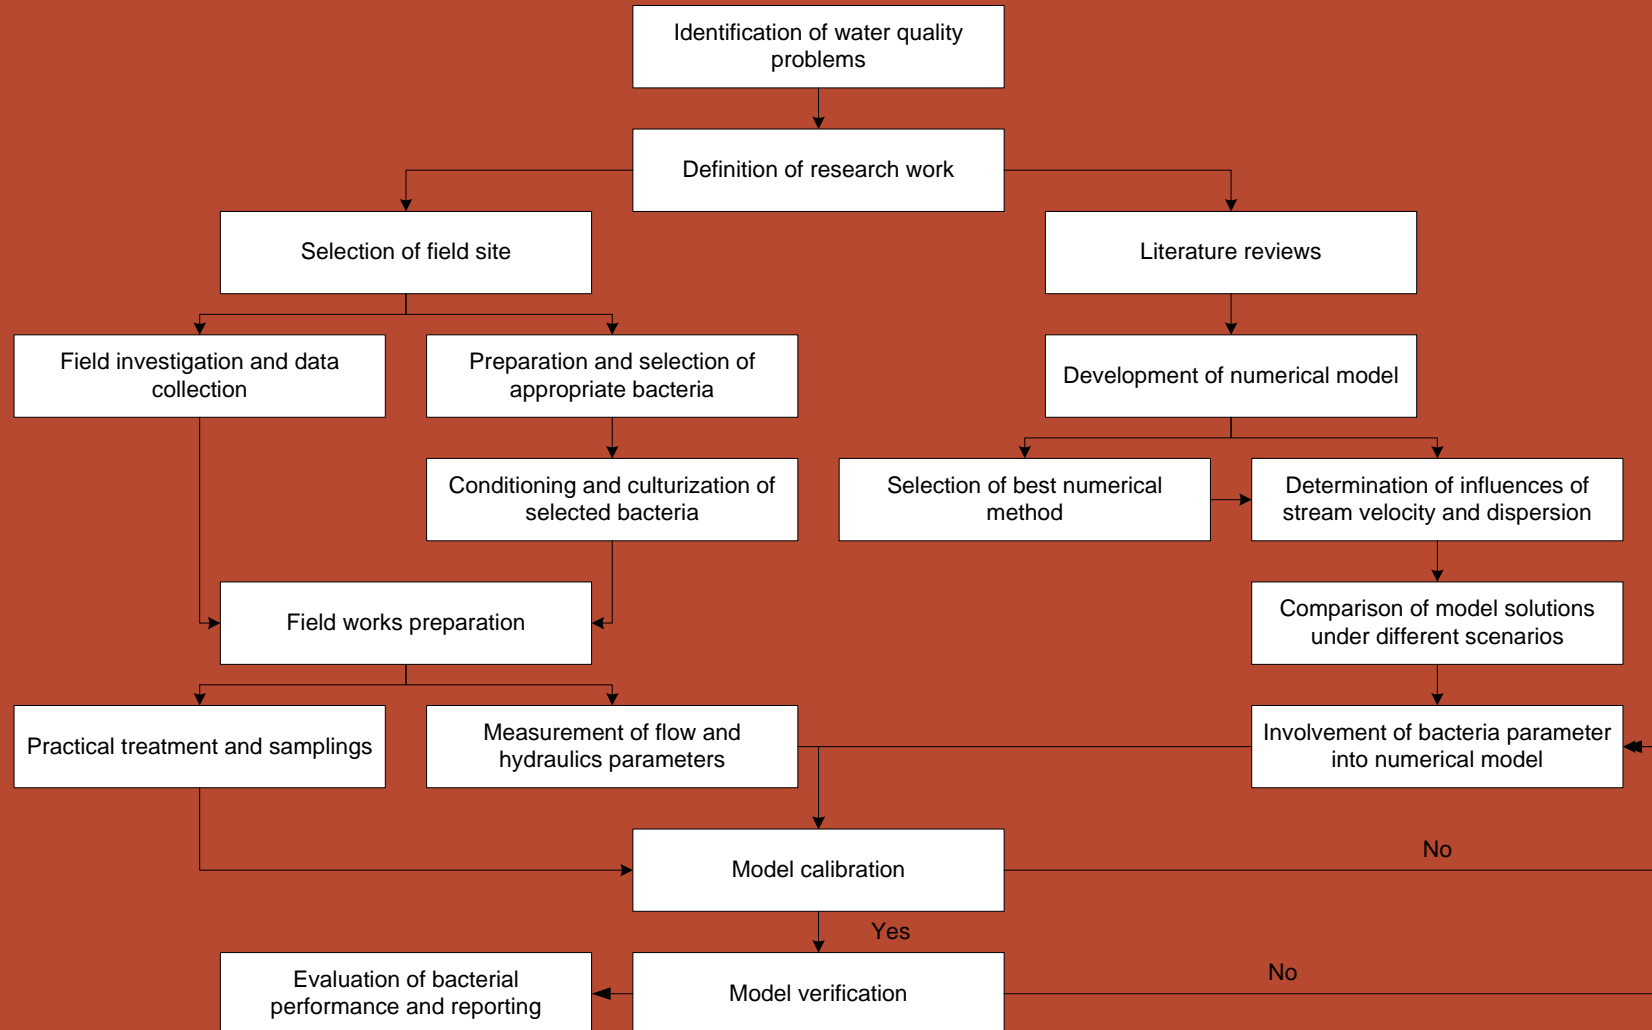 Identification of water quality
problems
Definition of research work
Selection of field site
Literature reviews
Field investigation and data
collection
Preparation and selection of
appropriate bacteria
Development of numerical model
Conditioning and culturization of
selected bacteria
Selection of best numerical
method
Determination of influences of
stream velocity and dispersion
Field works preparation
Comparison of model solutions
under different scenarios
Practical treatment and samplings
Measurement of flow and
hydraulics parameters
Involvement of bacteria parameter
into numerical model
Model calibration
No
Yes
Evaluation of bacterial
performance and reporting
Model verification
No